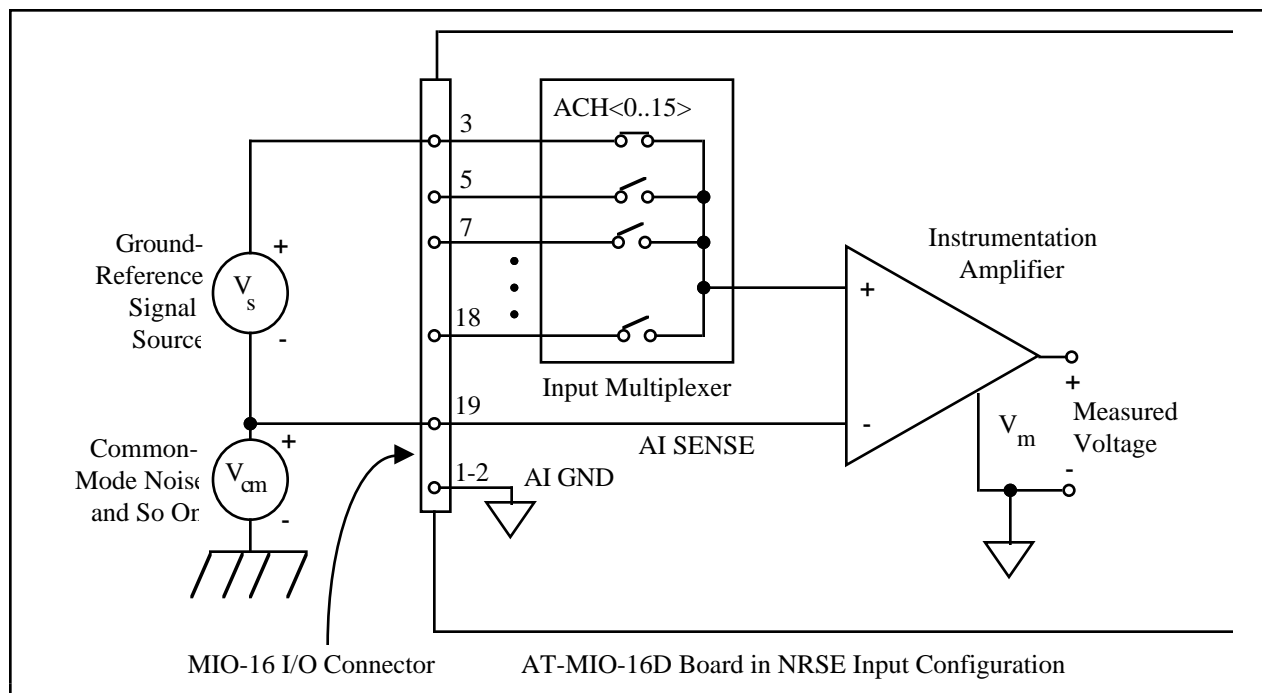 ACH<0..15>
3
5
7
18
19
1-2
+
Ground-
Reference
Signal
Source
V
s
-
Input Multiplexer
Instrumentation
Amplifier
+
-
V
m
+
Measured
Voltage
-
AI SENSE
AI GND
Common-
Mode Noise
and So On
+
V
cm
-
MIO-16 I/O Connector
AT-MIO-16D Board in NRSE Input Configuration